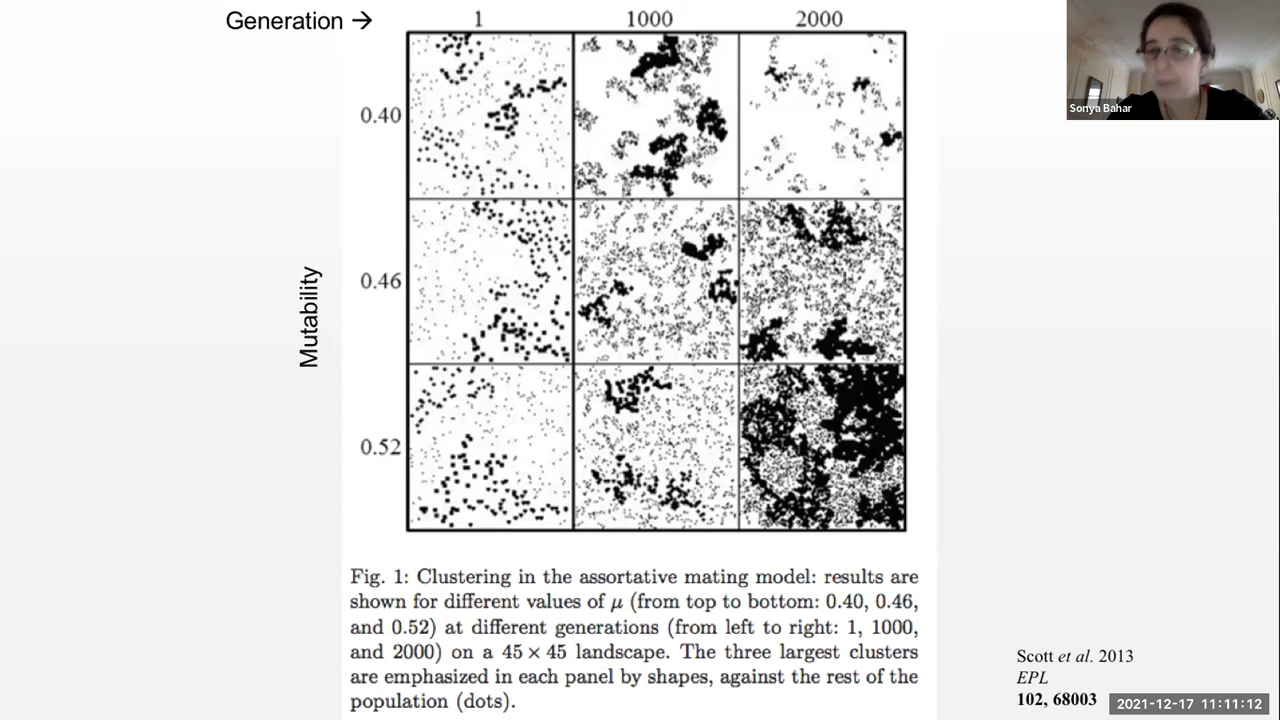 Generation →
1 1000 2000
Sonya Bahar
0.40
0.46
Mutability
0.52
Fig. 1: Clustering in the assortative mating model: results are
shown for different values of μ (from top to bottom: 0.40, 0.46,
and 0.52) at different generations (from left to right: 1, 1000,
and 2000) on a 45 × 45 landscape. The three largest clusters
are emphasized in each panel by shapes, against the rest of the
population (dots).
Scott et al. 2013
EPL
102, 68003
2021-12-17 11:11:12